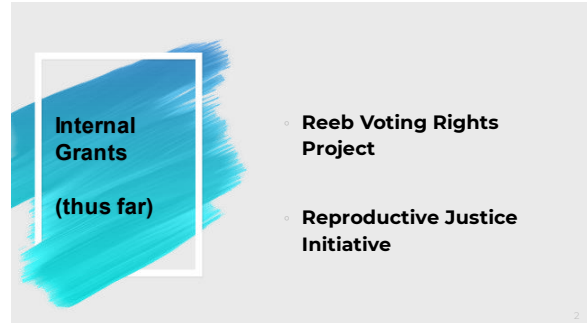 Internal
Grants
(thus far)
◦ Reeb Voting Rights
Project
◦ Reproductive Justice
Initiative
2